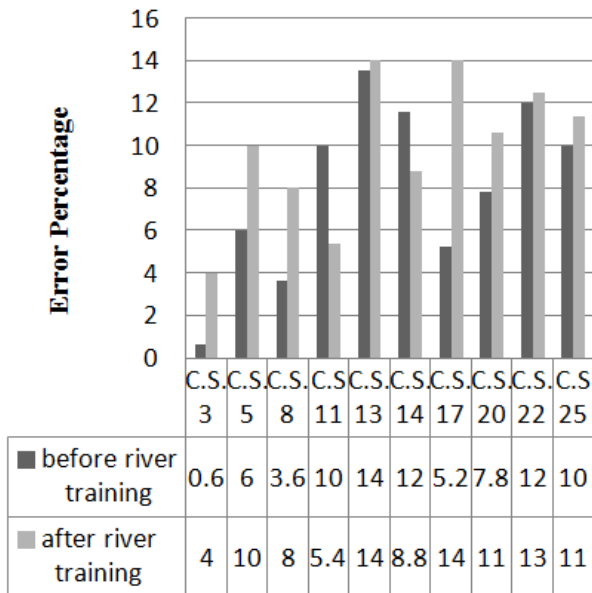 16
14
12
10
8
6
4
2
0
Error Percentage
C.S. C.S. C.S. C.S C.S. C.S. C.S. C.S. C.S. C.S
3 5 8 11 13 14 17 20 22 25
before river
training 0.6 6 3.6 10 14 12 5.2 7.8 12 10
after river
training 4 10 8 5.4 14 8.8 14 11 13 11